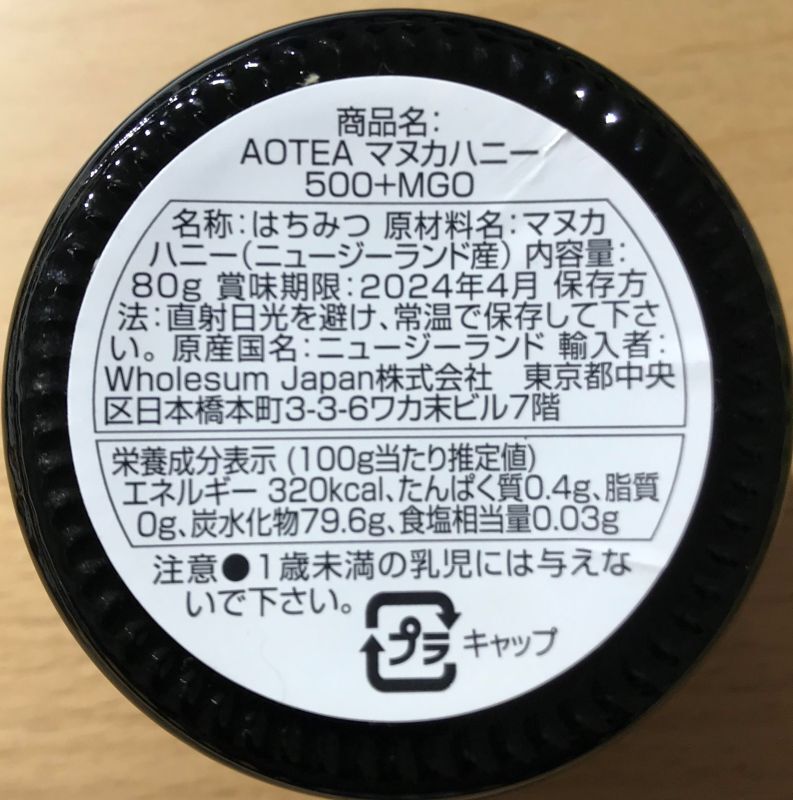 商品名:
AOTEA マヌカハニー
500+MGO
名称:はちみつ 原材料名:マヌカ
ハニー(ニュージーランド産) 内容量:
80g 賞味期限:2024年4月 保存方
法:直射日光を避け、常温で保存して下さ
い。 原産国名:ニュージーランド 輸入者:
Wholesum Japan株式会社 東京都中央
区日本橋本町3-3-6ワカ末ビル7階
栄養成分表示 (100g当たり推定値)
エネルギー 320kcal、たんぱく質0.4g、脂質
0g、炭水化物79.6g、食塩相当量0.03g
注意●1歳未満の乳児には与えな
いで下さい。
プラ キャップ